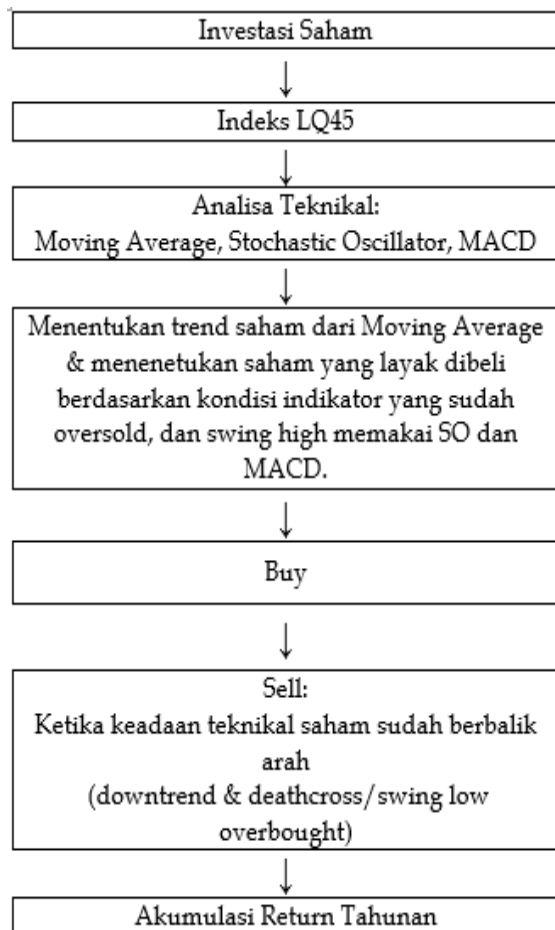 Investasi Saham
Indeks LQ45
Analisa Teknikal:
Moving Average, Stochastic Oscillator, MACD
Menentukan trend saham dari Moving Average
& menenetukan saham yang layak dibeli
berdasarkan kondisi indikator yang sudah
oversold, dan swing high memakai SO dan
MACD.
Buy
Sell:
Ketika keadaan teknikal saham sudah berbalik
arah
(downtrend & deathcross/swing low
overbought)
Akumulasi Return Tahunan